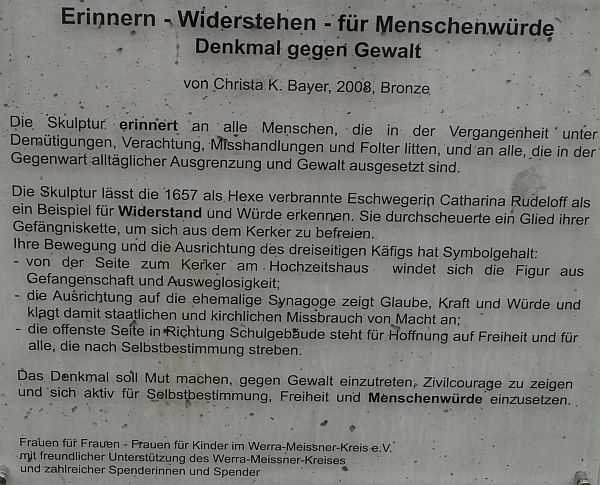 Erinnern - Widerstehen - für Menschenwürde
Denkmal gegen Gewalt
von Christa K. Bayer, 2008, Bronze
Die Skulptur erinnert an alle Menschen, die in der Vergangenheit unter
Demütigungen, Verachtung, Misshandlungen und Folter litten, und an alle, die in der
Gegenwart alltäglicher Ausgrenzung und Gewalt ausgesetzt sind.
Die Skulptur lässt die 1657 als Hexe verbrannte Eschwegerin Catharina Rudeloff als
ein Beispiel für Widerstand und Würde erkennen. Sie durchscheuerte ein Glied ihrer
Gefängniskette, um sich aus dem Kerker zu befreien.
Ihre Bewegung und die Ausrichtung des dreiseitigen Käfigs hat Symbolgehalt:
- von der Seite zum Kerker am Hochzeitshaus windet sich die Figur aus
Gefangenschaft und Ausweglosigkeit;
- die Ausrichtung auf die ehemalige Synagoge zeigt Glaube, Kraft und Würde und
klagt damit staatlichen und kirchlichen Missbrauch von Macht an;
- die offenste Seite in Richtung Schulgebäude steht für Hoffnung auf Freiheit und für
alle, die nach Selbstbestimmung streben.
Das Denkmal soll Mut machen, gegen Gewalt einzutreten, Zivilcourage zu zeigen
und sich aktiv für Selbstbestimmung, Freiheit und Menschenwürde einzusetzen.
Frauen für Frauen - Frauen für Kinder im Werra-Meissner-Kreis e.V.
mit freundlicher Unterstützung des Werra-Meissner-Kreises
und zahlreicher Spenderinnen und Spender